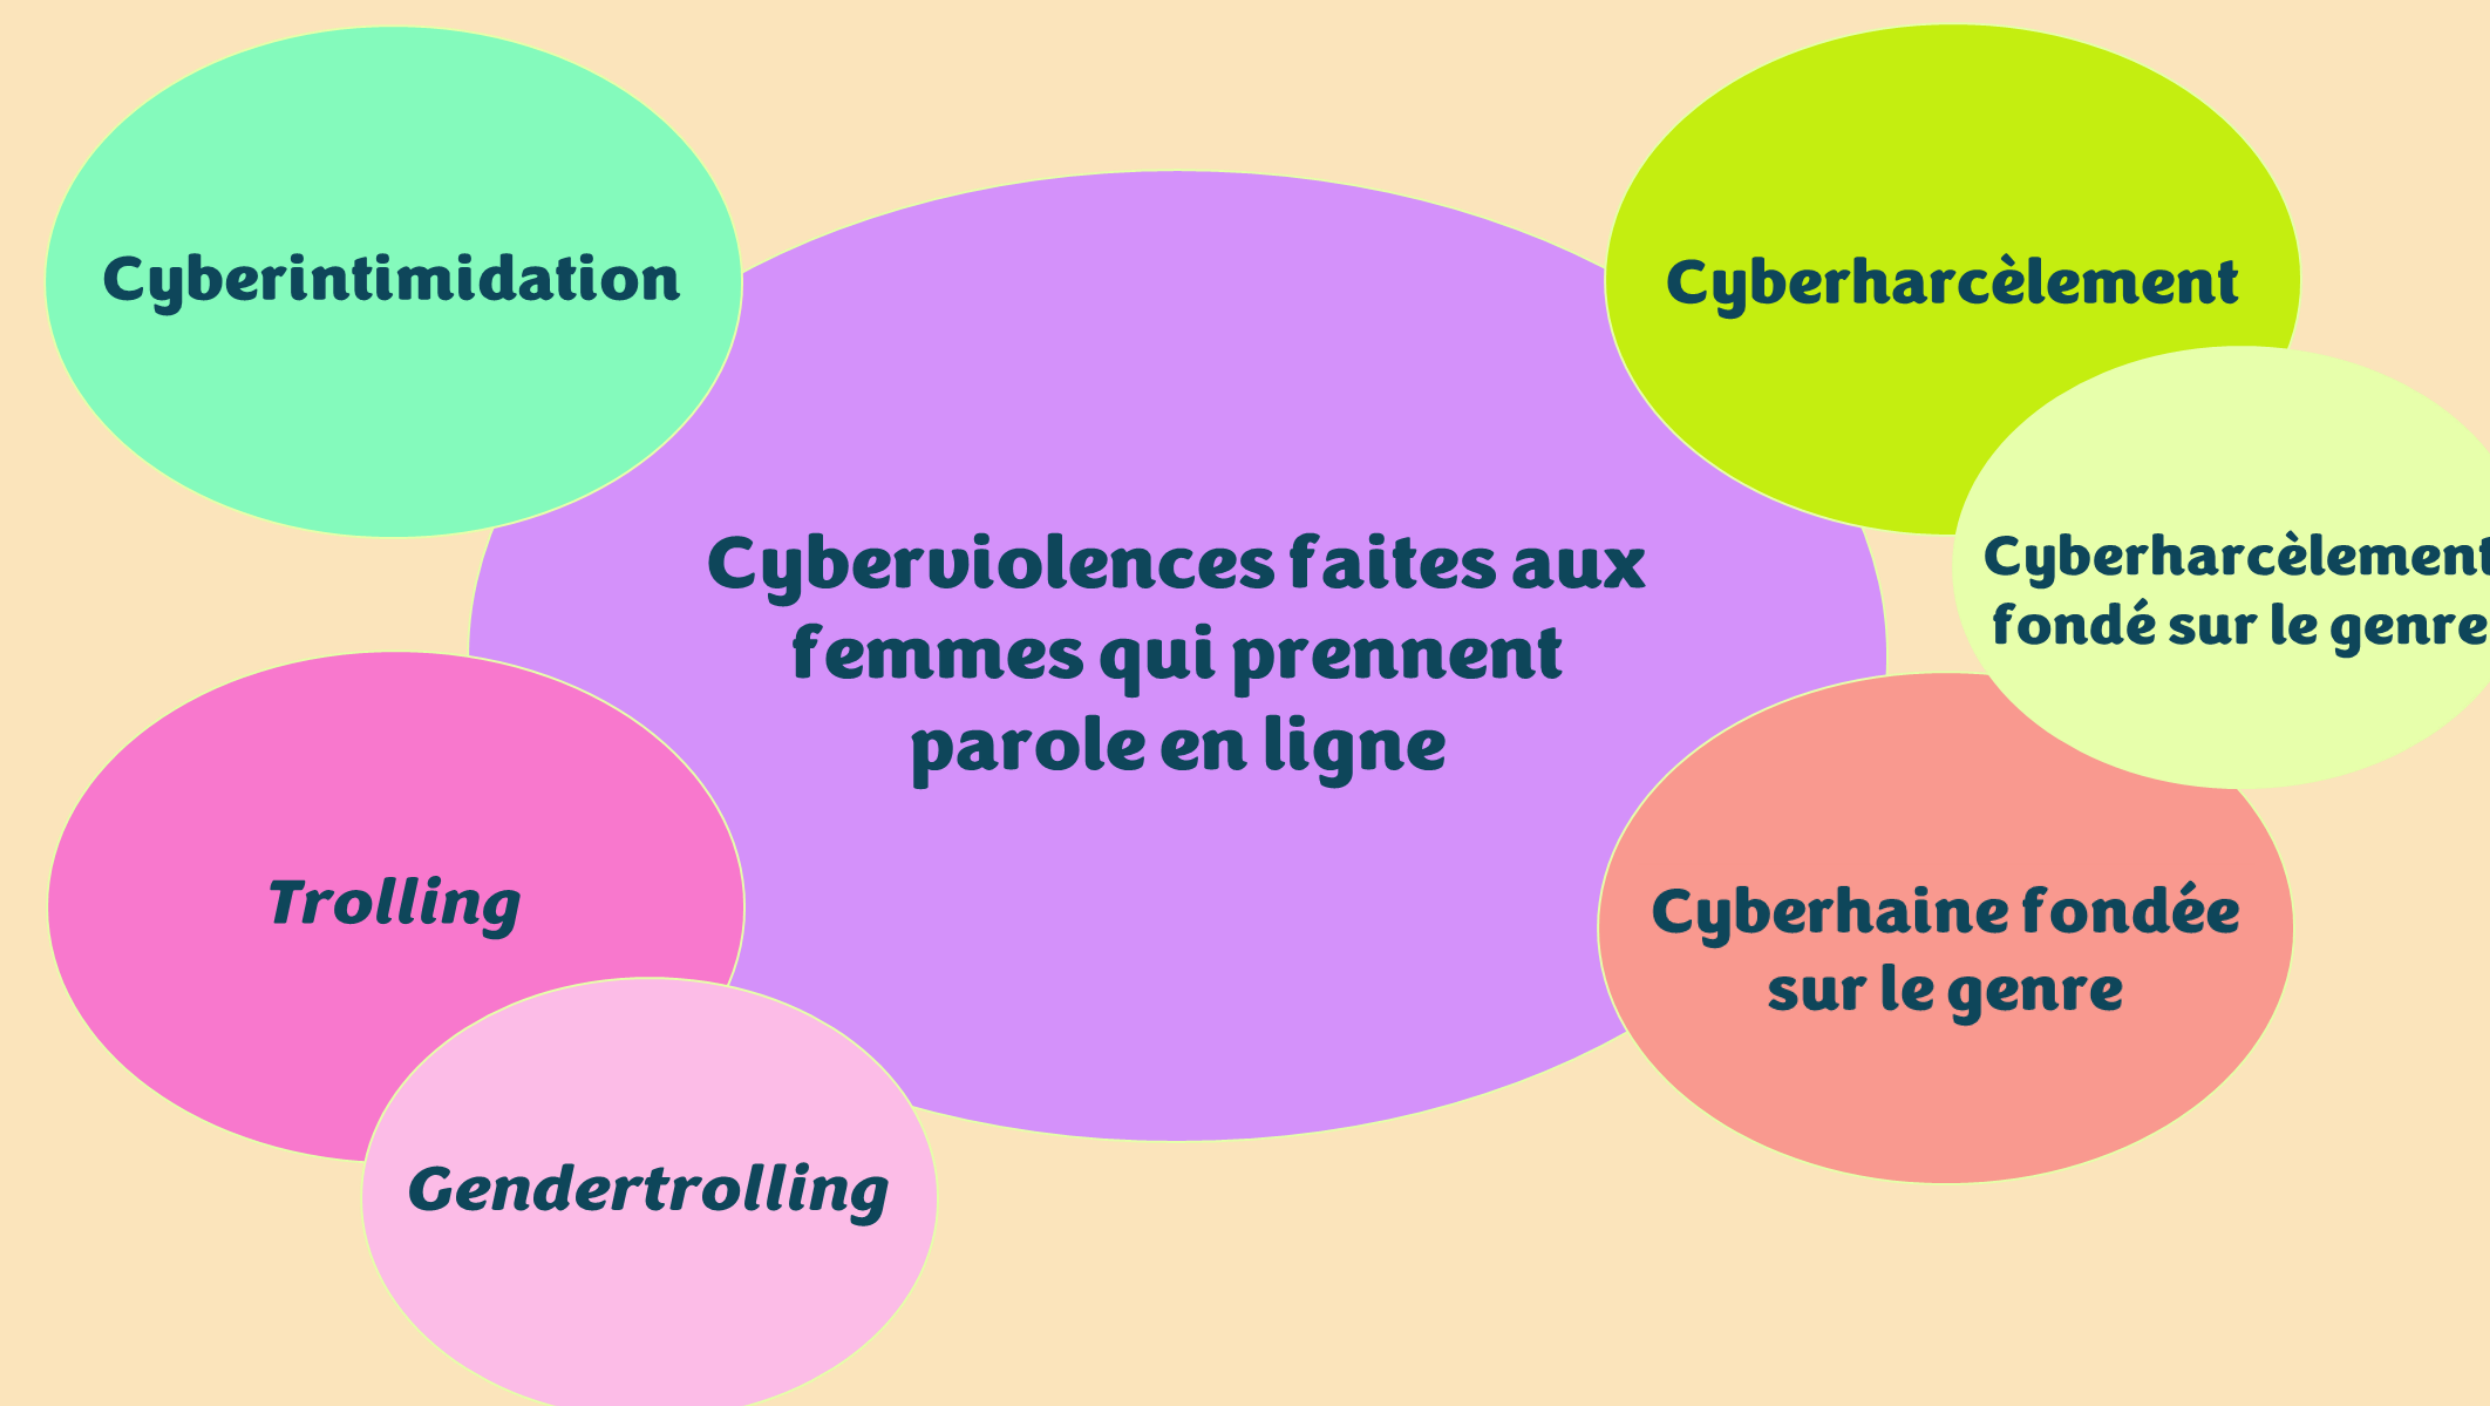 Cyberintimidation
Cyberharcèlement
Cyberviolences faites aux
femmes qui prennent
parole en ligne
Cyberharcèlement
fondé sur le genre
Trolling
Cyberhaine fondée
sur le genre
Gendertrolling